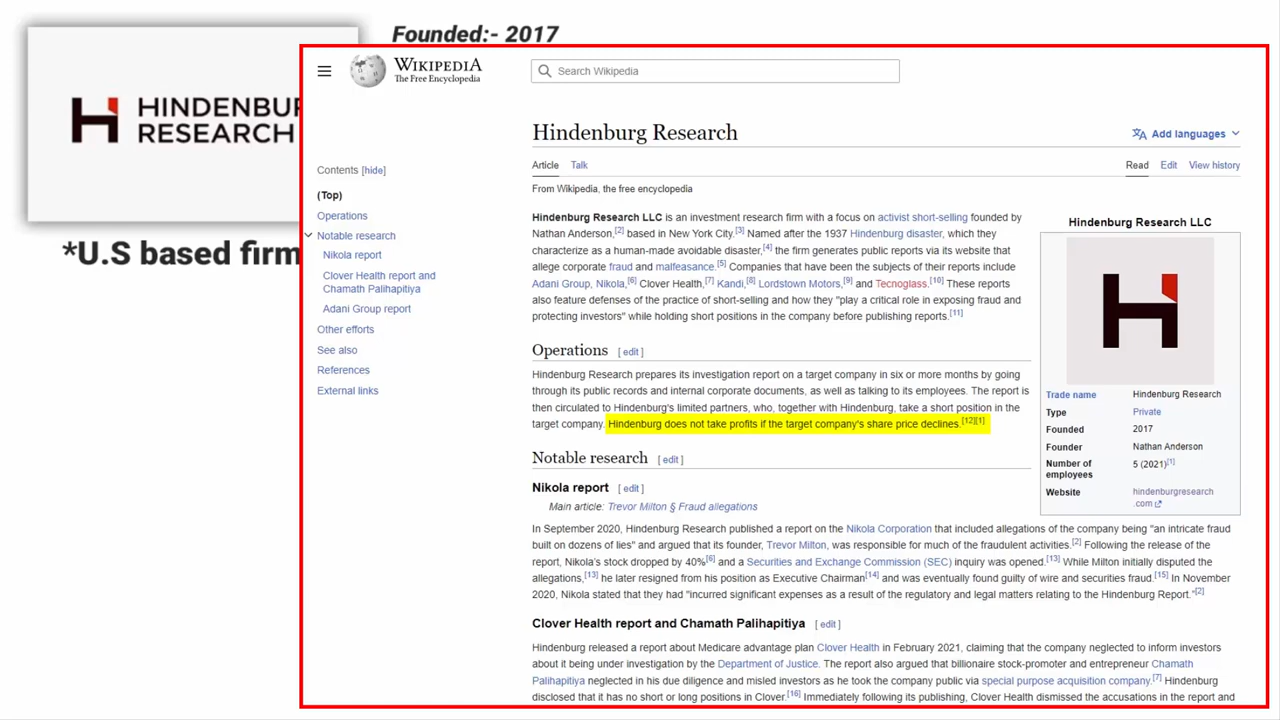 Founded:- 2017
HINDENBU
RESEARCH
*U.S based firm
WIKIPEDIA
The Free Encyclopedia
Search Wikipedia
Hindenburg Research
Add languages
Article Talk
Read Edit View history
From Wikipedia, the free encyclopedia
Contents [hide]
(Top)
Operations
Notable research
Nikola report
Clover Health report and
Chamath Palihapitiya
Adani Group report
Other efforts
See also
References
External links
Hindenburg Research LLC is an investment research firm with a focus on activist short-selling founded by
Nathan Anderson,[2] based in New York City.[3] Named after the 1937 Hindenburg disaster, which they
characterize as a human-made avoidable disaster,[4] the firm generates public reports via its website that
allege corporate fraud and malfeasance.[5] Companies that have been the subjects of their reports include
Adani Group, Nikola,[6] Clover Health,[7] Kandi,[8] Lordstown Motors,[9] and Tecnoglass.[10] These reports
also feature defenses of the practice of short-selling and how they "play a critical role in exposing fraud and
protecting investors" while holding short positions in the company before publishing reports.[11]
Operations [ edit ]
Hindenburg Research prepares its investigation report on a target company in six or more months by going
through its public records and internal corporate documents, as well as talking to its employees. The report is
then circulated to Hindenburg's limited partners, who, together with Hindenburg, take a short position in the
target company. Hindenburg does not take profits if the target company's share price declines.[12][1]
Hindenburg Research LLC
H
Trade name Hindenburg Research
Type Private
Founded 2017
Founder Nathan Anderson
Number of employees 5 (2021)[1]
Website hindenburgresearch
.com
Notable research [ edit ]
Nikola report [ edit ]
Main article: Trevor Milton § Fraud allegations
In September 2020, Hindenburg Research published a report on the Nikola Corporation that included allegations of the company being "an intricate fraud
built on dozens of lies" and argued that its founder, Trevor Milton, was responsible for much of the fraudulent activities.[2] Following the release of the
report, Nikola's stock dropped by 40%[6] and a Securities and Exchange Commission (SEC) inquiry was opened.[13] While Milton initially disputed the
allegations,[13] he later resigned from his position as Executive Chairman[14] and was eventually found guilty of wire and securities fraud.[15] In November
2020, Nikola stated that they had "incurred significant expenses as a result of the regulatory and legal matters relating to the Hindenburg Report."[2]
Clover Health report and Chamath Palihapitiya [ edit ]
Hindenburg released a report about Medicare advantage plan Clover Health in February 2021, claiming that the company neglected to inform investors
about it being under investigation by the Department of Justice. The report also argued that billionaire stock-promoter and entrepreneur Chamath
Palihapitiya neglected in his due diligence and misled investors as he took the company public via special purpose acquisition company.[7] Hindenburg
disclosed that it has no short or long positions in Clover.[16] Immediately following its publishing, Clover Health dismissed the accusations in the report and